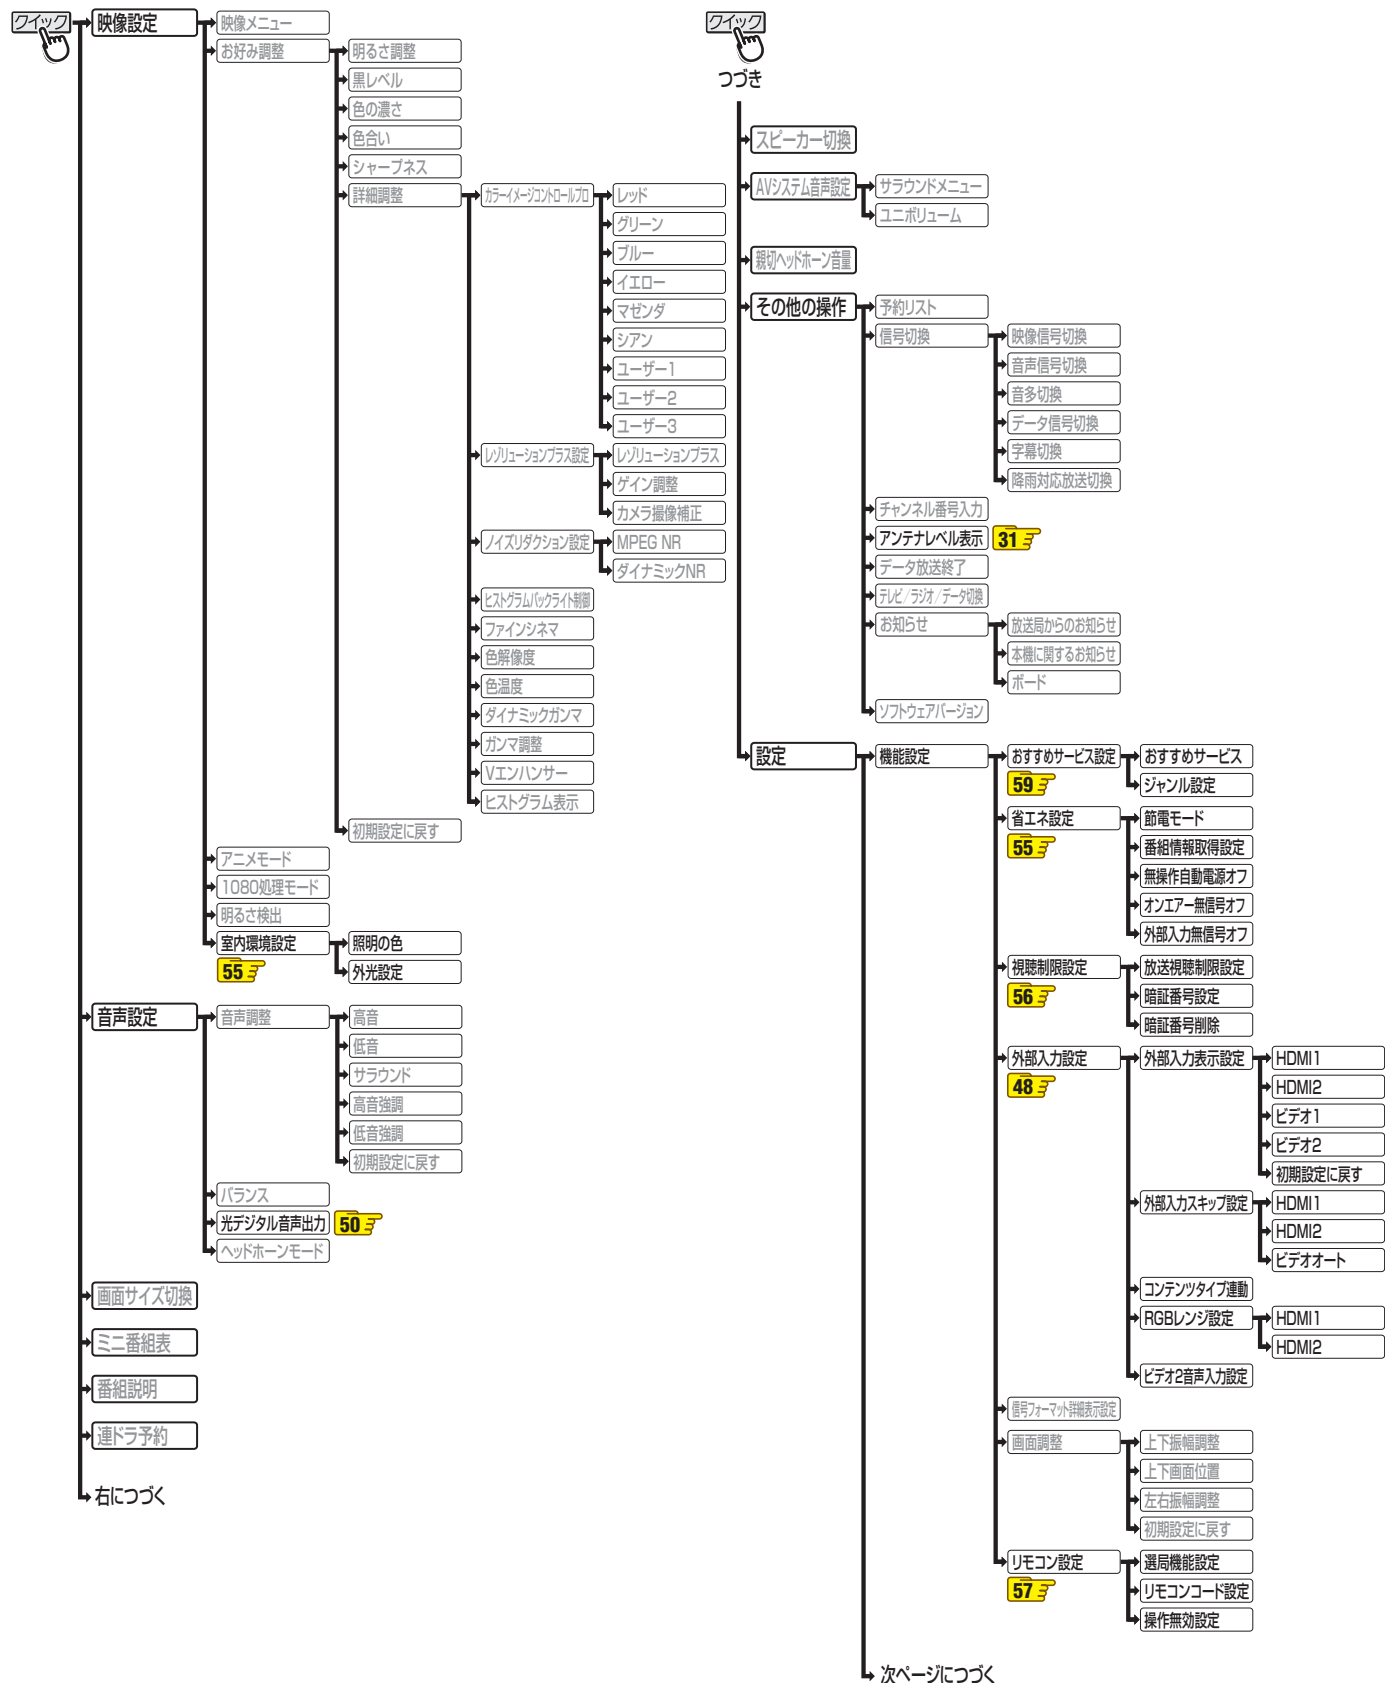 クイック
映像設定
映像メニュー
お好み調整
明るさ調整
黒レベル
色の濃さ
色合い
シャープネス
詳細調整
カラーイメージコントロールプロ
レッド
グリーン
ブルー
イエロー
マゼンダ
シアン
ユーザー1
ユーザー2
ユーザー3
レゾリューションプラス設定
レゾリューションプラス
ゲイン調整
カメラ撮像補正
ノイズリダクション設定
MPEG NR
ダイナミックNR
ヒストグラムバックライト制御
ファインシネマ
色解像度
色温度
ダイナミックガンマ
ガンマ調整
Vエンハンサー
ヒストグラム表示
初期設定に戻す
アニメモード
1080処理モード
明るさ検出
室内環境設定
55
照明の色
外光設定
音声設定
音声調整
高音
低音
サラウンド
高音強調
低音強調
初期設定に戻す
バランス
光デジタル音声出力
50
ヘッドホーンモード
画面サイズ切換
ミニ番組表
番組説明
連ドラ予約
右につづく
クイック
つづき
スピーカー切換
AVシステム音声設定
サラウンドメニュー
ユニボリューム
親切ヘッドホーン音量
その他の操作
予約リスト
信号切換
映像信号切換
音声信号切換
音多切換
データ信号切換
字幕切換
降雨対応放送切換
チャンネル番号入力
アンテナレベル表示
31
データ放送終了
テレビ/ラジオ/データ切換
お知らせ
放送局からのお知らせ
本機に関するお知らせ
ボード
ソフトウェアバージョン
設定
機能設定
おすすめサービス設定
59
おすすめサービス
ジャンル設定
省エネ設定
55
節電モード
番組情報取得設定
無操作自動電源オフ
オンエアー無信号オフ
外部入力無信号オフ
視聴制限設定
56
放送視聴制限設定
暗証番号設定
暗証番号削除
外部入力設定
48
外部入力表示設定
HDMI1
HDMI2
ビデオ1
ビデオ2
初期設定に戻す
外部入力スキップ設定
HDMI1
HDMI2
ビデオオート
コンテンツタイプ連動
RGBレンジ設定
HDMI1
HDMI2
ビデオ2音声入力設定
信号フォーマット詳細表示設定
画面調整
上下振幅調整
上下画面位置
左右振幅調整
初期設定に戻す
リモコン設定
57
選局機能設定
リモコンコード設定
操作無効設定
次ページにつづく